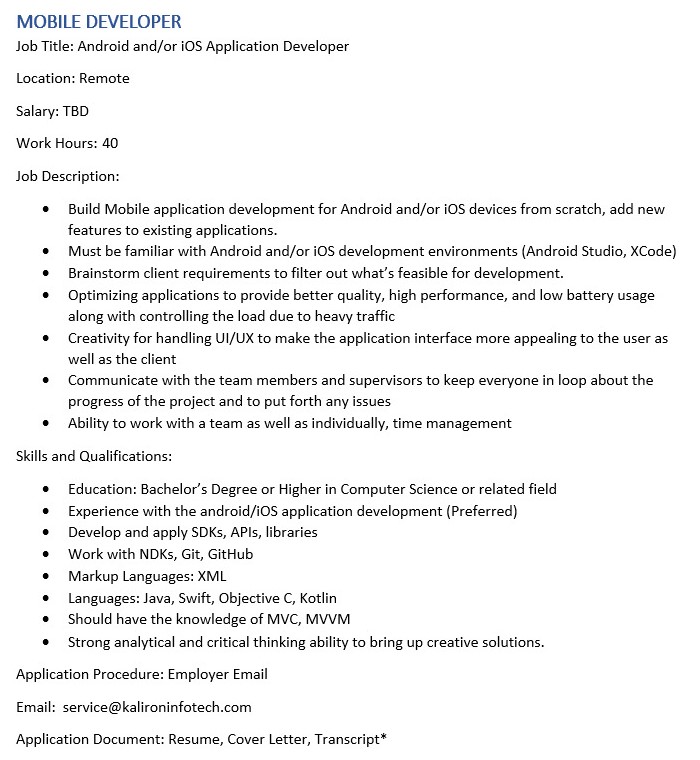 MOBILE DEVELOPER
Job Title: Android and/or iOS Application Developer
Location: Remote
Salary: TBD
Work Hours: 40
Job Description:
• Build Mobile application development for Android and/or iOS devices from scratch, add new
features to existing applications.
• Must be familiar with Android and/or iOS development environments (Android Studio, XCode)
• Brainstorm client requirements to filter out what's feasible for development.
• Optimizing applications to provide better quality, high performance, and low battery usage
along with controlling the load due to heavy traffic
• Creativity for handling UI/UX to make the application interface more appealing to the user as
well as the client
• Communicate with the team members and supervisors to keep everyone in loop about the
progress of the project and to put forth any issues
• Ability to work with a team as well as individually, time management
Skills and Qualifications:
• Education: Bachelor's Degree or Higher in Computer Science or related field
• Experience with the android/iOS application development (Preferred)
• Develop and apply SDKs, APIs, libraries
• Work with NDKs, Git, GitHub
• Markup Languages: XML
• Languages: Java, Swift, Objective C, Kotlin
• Should have the knowledge of MVC, MVVM
• Strong analytical and critical thinking ability to bring up creative solutions.
Application Procedure: Employer Email
Email: service@kalironinfotech.com
Application Document: Resume, Cover Letter, Transcript*